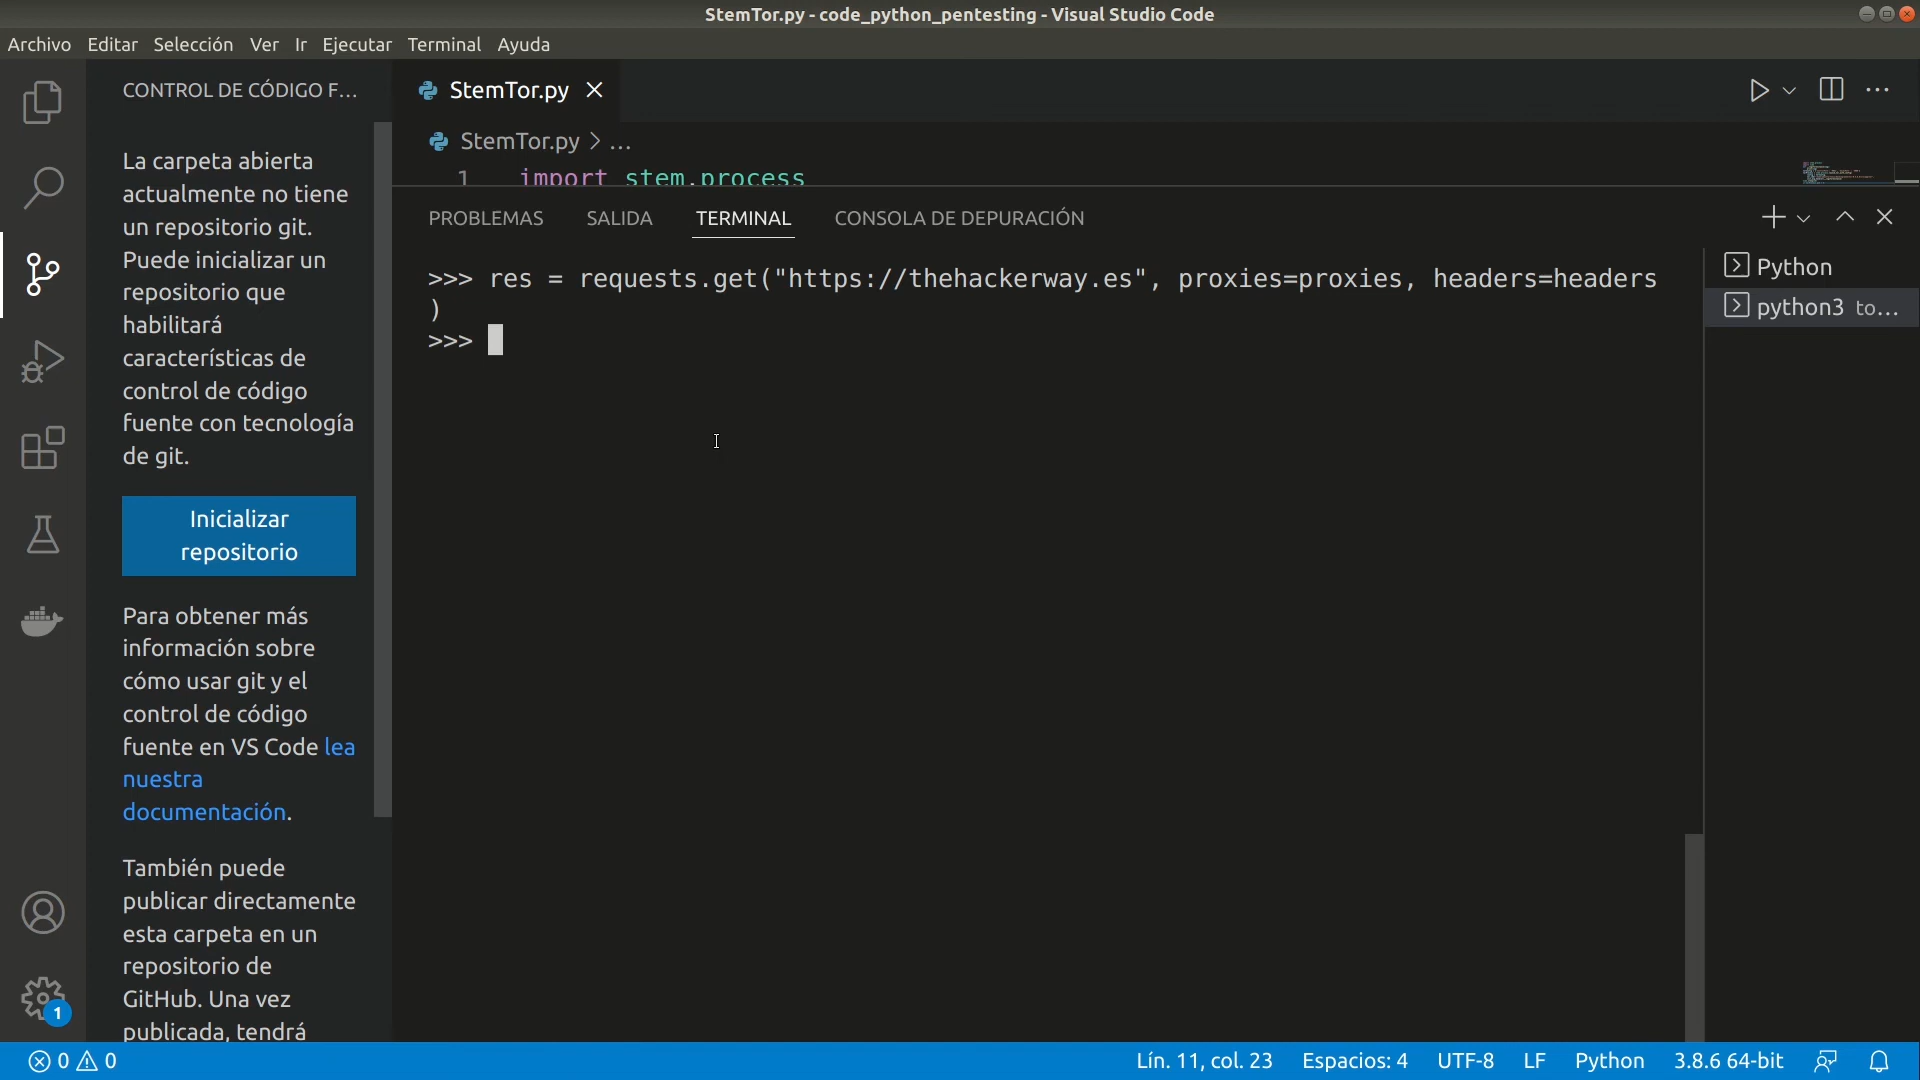 StemTor.py - code_python_pentesting - Visual Studio Code
Archivo Editar Selección Ver Ir Ejecutar Terminal Ayuda
CONTROL DE CÓDIGO F...
La carpeta abierta
actualmente no tiene
un repositorio git.
Puede inicializar un
repositorio que
habilitará
características de
control de código
fuente con tecnología
de git.
Inicializar
repositorio
Para obtener más
información sobre
cómo usar git y el
control de código
fuente en VS Code lea
nuestra
documentación.
También puede
publicar directamente
esta carpeta en un
repositorio de
GitHub. Una vez
publicada, tendrá
1
StemTor.py
StemTor.py > ...
1 import stem.process
PROBLEMAS SALIDA TERMINAL CONSOLA DE DEPURACIÓN
>>> res = requests.get("https://thehackerway.es", proxies=proxies, headers=headers
)
>>>
Python
python3 to...
0 0
Lín. 11, col. 23 Espacios: 4 UTF-8 LF Python 3.8.6 64-bit